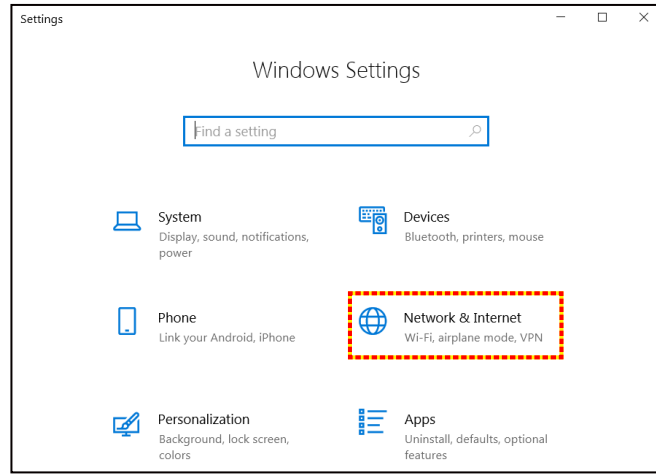 Settings
Windows Settings
Find a setting
System
Display, sound, notifications,
power
Devices
Bluetooth, printers, mouse
Phone
Link your Android, iPhone
Network & Internet
Wi-Fi, airplane mode, VPN
Personalization
Background, lock screen,
colors
Apps
Uninstall, defaults, optional
features